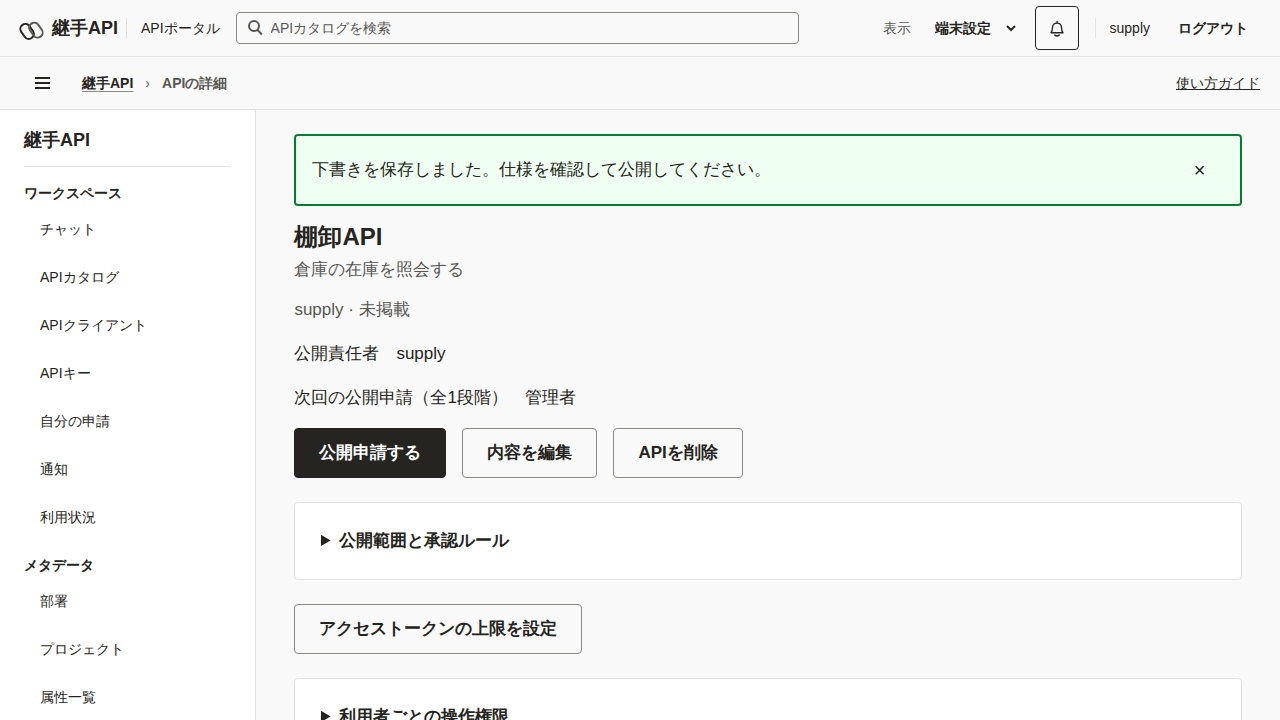 継手API
APIポータル
APIカタログを検索
表示
端末設定
supply
ログアウト
継手API › APIの詳細
使い方ガイド
継手API
ワークスペース
チャット
APIカタログ
APIクライアント
APIキー
自分の申請
通知
利用状況
メタデータ
部署
プロジェクト
属性一覧
下書きを保存しました。仕様を確認して公開してください。
×
棚卸API
倉庫の在庫を照会する
supply · 未掲載
公開責任者 supply
次回の公開申請（全1段階） 管理者
公開申請する
内容を編集
APIを削除
▶ 公開範囲と承認ルール
アクセストークンの上限を設定
▶ 利用者ごとの操作権限